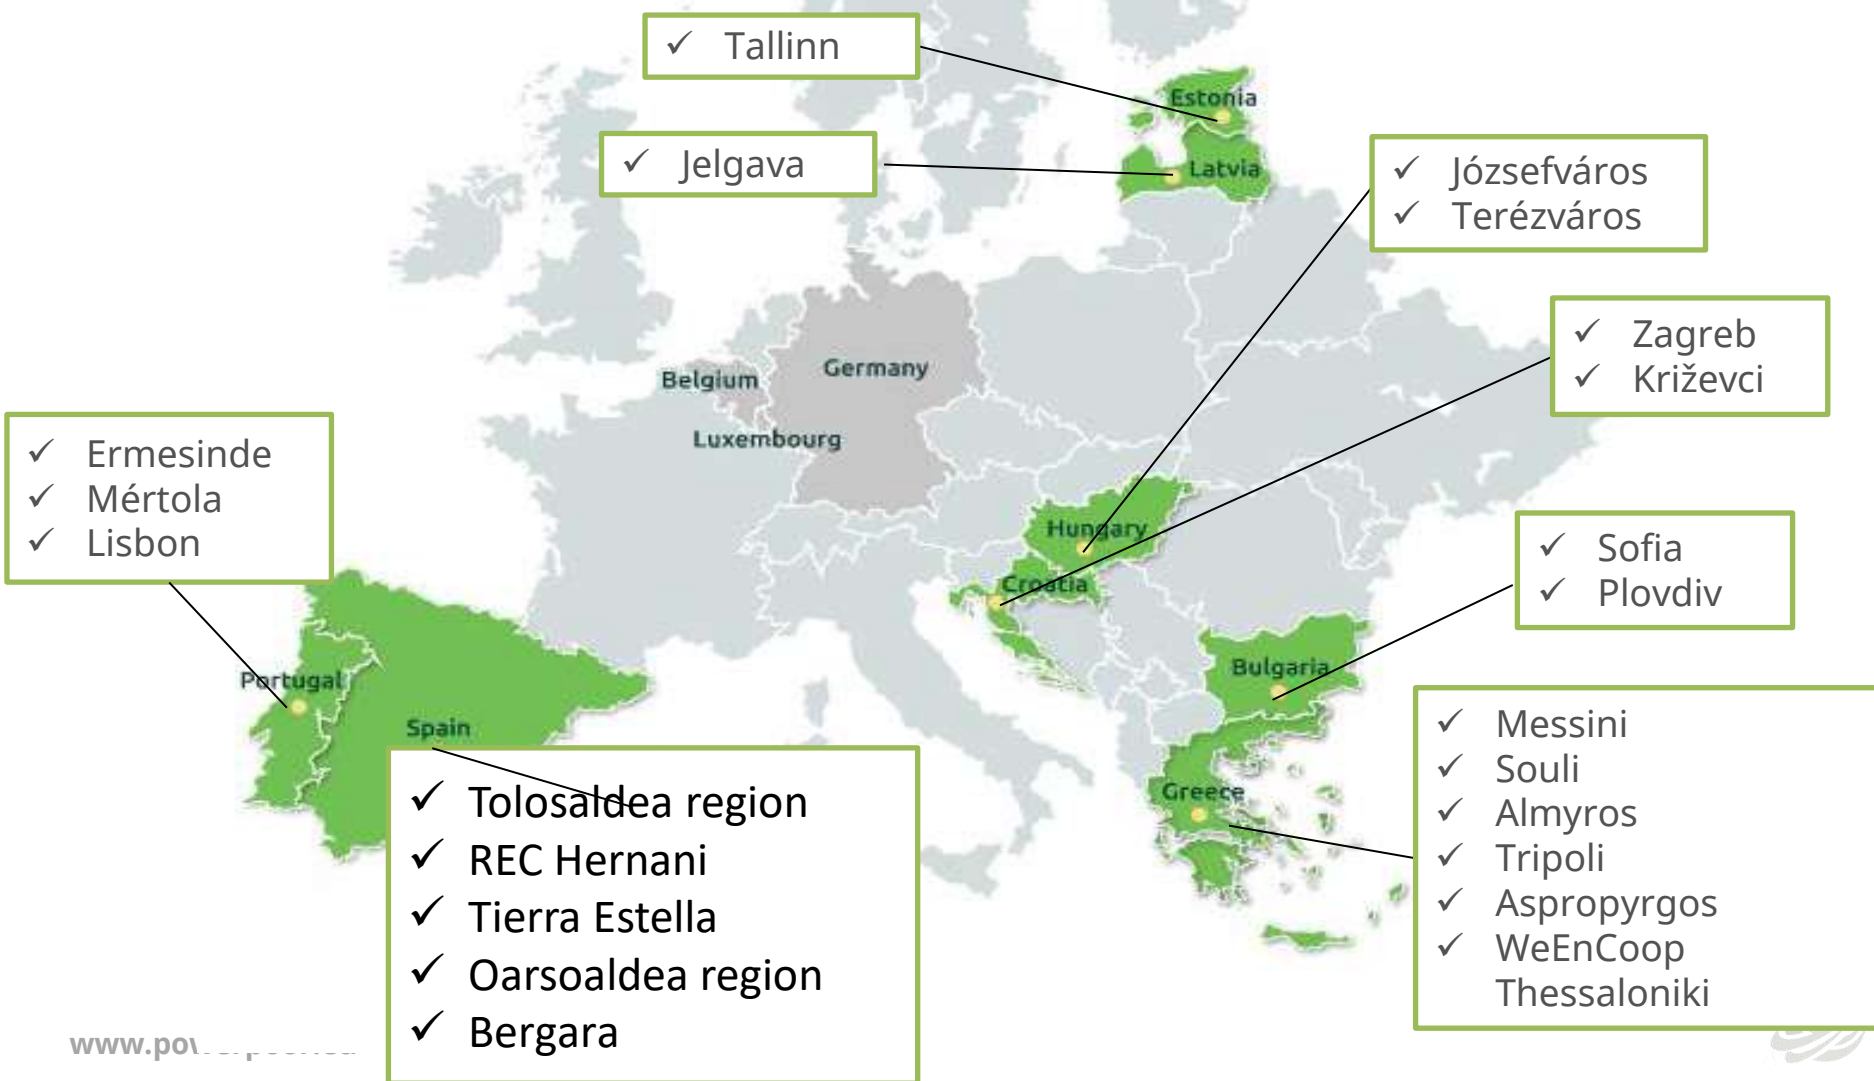 ✓ Tallinn
Estonia
✓ Jelgava
Latvia
✓ Józsefváros
✓ Terézváros
✓ Zagreb
✓ Križevci
Germany
Belgium
Luxembourg
✓ Ermesinde
✓ Mértola
✓ Lisbon
Hungary
Croatia
✓ Sofia
✓ Plovdiv
Portugal
Spain
Bulgaria
✓ Tolosaldea region
✓ REC Hernani
✓ Tierra Estella
✓ Oarsoaldea region
✓ Bergara
Greece
✓ Messini
✓ Souli
✓ Almyros
✓ Tripoli
✓ Aspropyrgos
✓ WeEnCoop
Thessaloniki